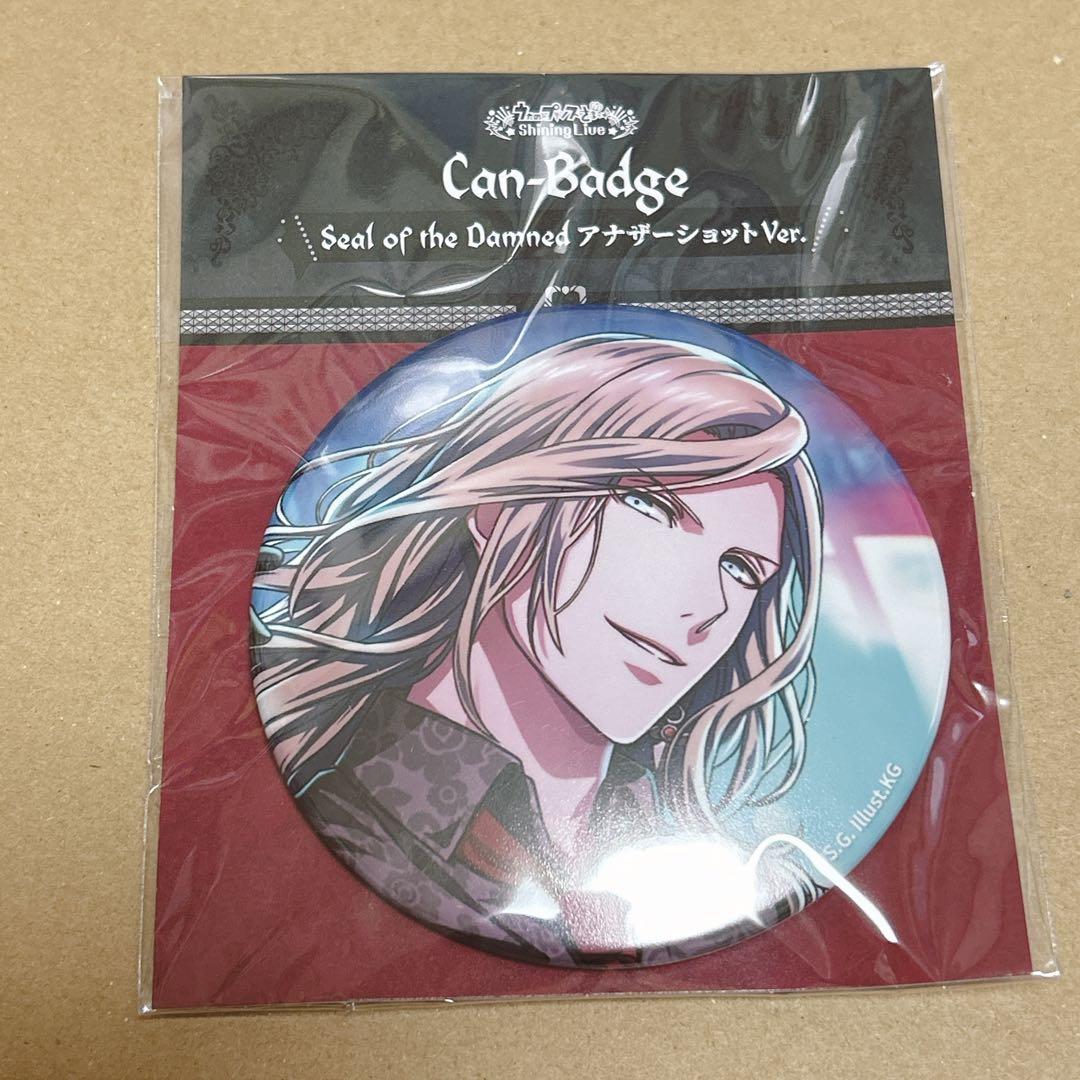 うたの☆プリンスさまっ♪
Shining Live
Can-Badge
Seal of the Damned アナザーショットVer.
S.G. Illust.KG